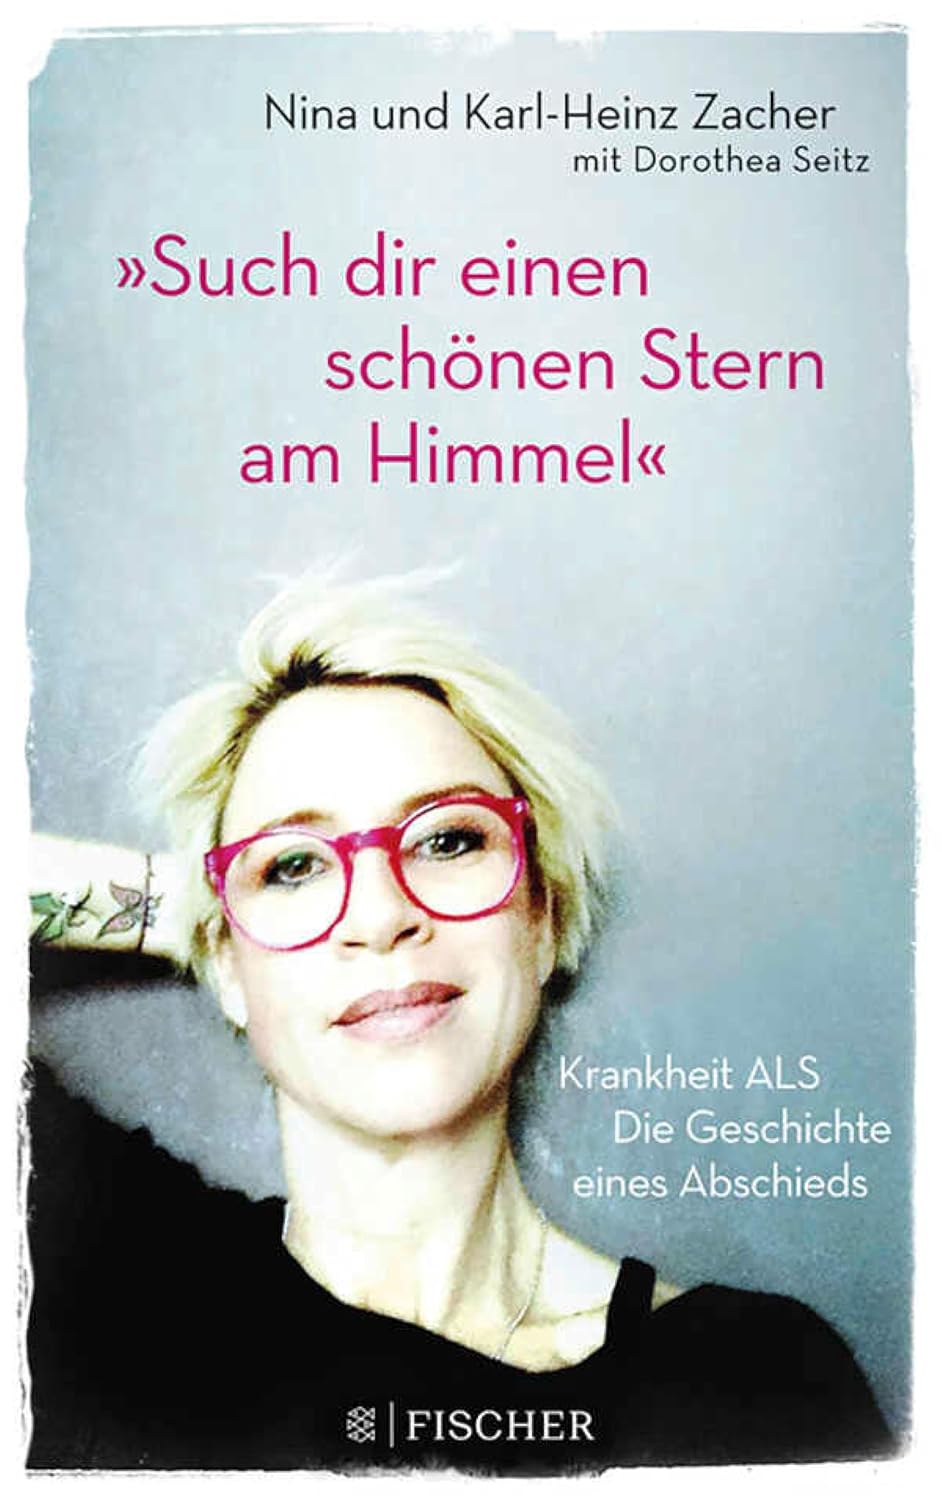 Nina und Karl-Heinz Zacher
mit Dorothea Seitz
»Such dir einen
schönen Stern
am Himmel«
Krankheit ALS
Die Geschichte
eines Abschieds
FISCHER